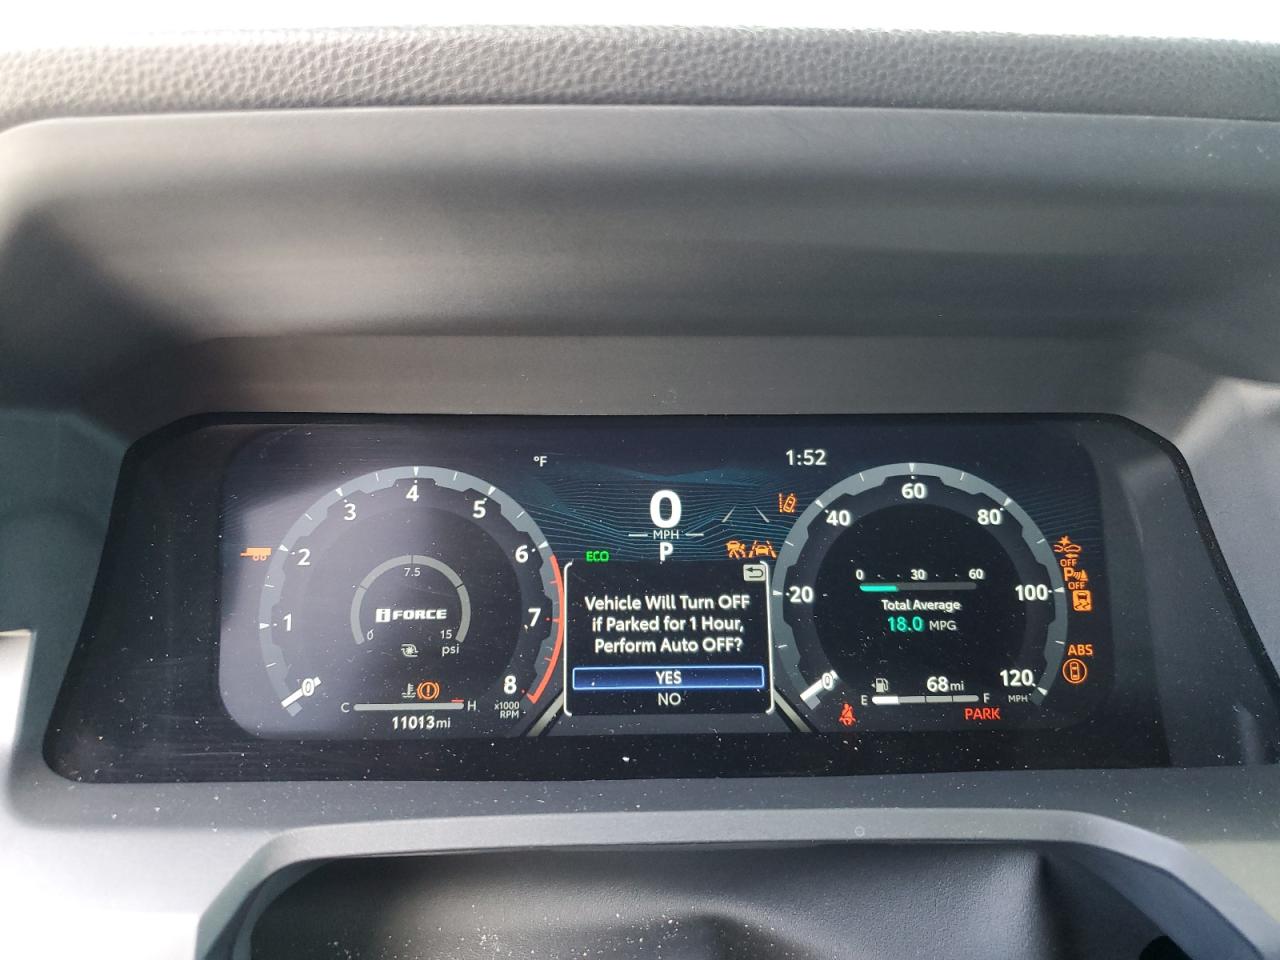 °F
1:52
0
MPH
P
ECO
Vehicle Will Turn OFF
if Parked for 1 Hour,
Perform Auto OFF?
YES
NO
0
1
2
3
4
5
6
7
8
x1000
RPM
7.5
i FORCE
0
15
psi
C
H
11013mi
0
20
40
60
80
100
120
MPH
0
30
60
Total Average
18.0 MPG
68mi
E
F
PARK
OFF
P
OFF
ABS